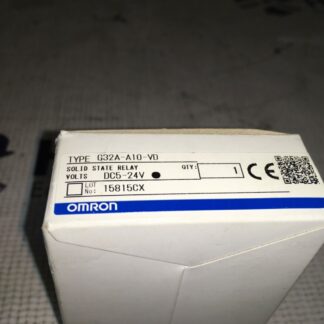 TYPE G32A-A10-VD
SOLID STATE RELAY QTY: 1
VOLTS DC5-24V CE
LOT No: 15815CX
OMRON